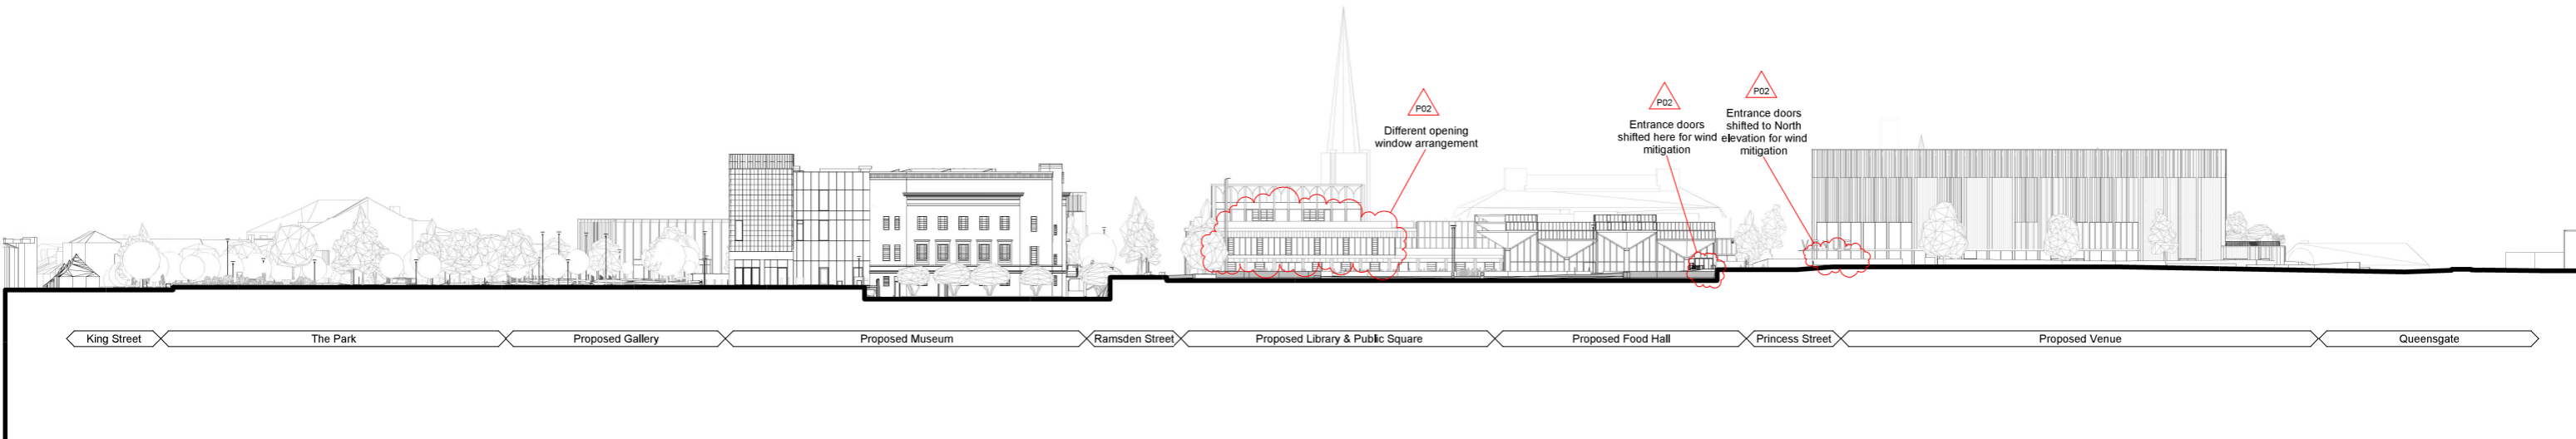 P02
Different opening
window arrangement
P02
Entrance doors
shifted here for wind
mitigation
P02
Entrance doors
shifted to North
elevation for wind
mitigation
King Street
The Park
Proposed Gallery
Proposed Museum
Ramsden Street
Proposed Library & Public Square
Proposed Food Hall
Princess Street
Proposed Venue
Queensgate